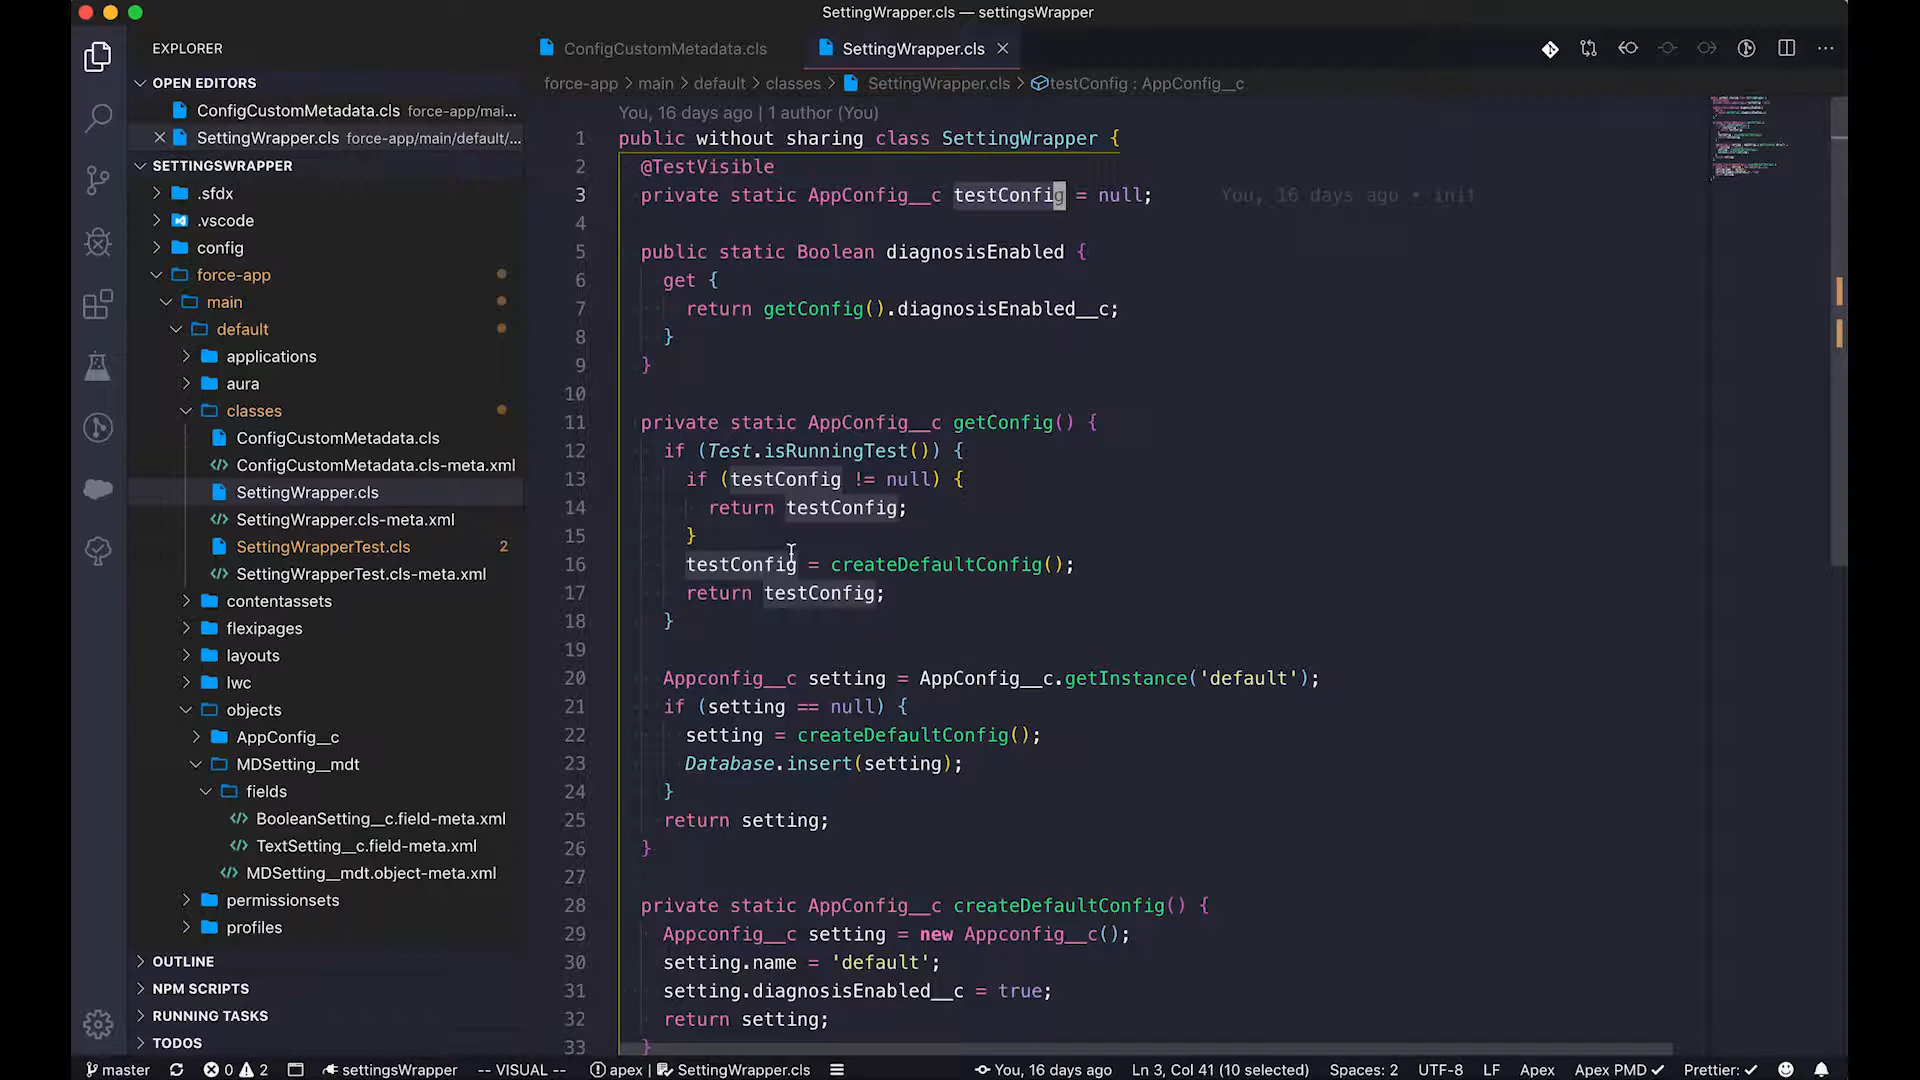 SettingWrapper.cls — settingsWrapper
EXPLORER
OPEN EDITORS
ConfigCustomMetadata.cls force-app/mai...
SettingWrapper.cls force-app/main/default/...
SETTINGSWRAPPER
.sfdx
.vscode
config
force-app
main
default
applications
aura
classes
ConfigCustomMetadata.cls
ConfigCustomMetadata.cls-meta.xml
SettingWrapper.cls
SettingWrapper.cls-meta.xml
SettingWrapperTest.cls 2
SettingWrapperTest.cls-meta.xml
contentassets
flexipages
layouts
lwc
objects
AppConfig__c
MDSetting__mdt
fields
BooleanSetting__c.field-meta.xml
TextSetting__c.field-meta.xml
MDSetting__mdt.object-meta.xml
permissionsets
profiles
OUTLINE
NPM SCRIPTS
RUNNING TASKS
TODOS
ConfigCustomMetadata.cls SettingWrapper.cls
force-app > main > default > classes > SettingWrapper.cls > testConfig : AppConfig__c
You, 16 days ago | 1 author (You)
1 public without sharing class SettingWrapper {
2 @TestVisible
3 private static AppConfig__c testConfig = null; You, 16 days ago • init
4
5 public static Boolean diagnosisEnabled {
6 get {
7 return getConfig().diagnosisEnabled__c;
8 }
9 }
10
11 private static AppConfig__c getConfig() {
12 if (Test.isRunningTest()) {
13 if (testConfig != null) {
14 return testConfig;
15 }
16 testConfig = createDefaultConfig();
17 return testConfig;
18 }
19
20 Appconfig__c setting = AppConfig__c.getInstance('default');
21 if (setting == null) {
22 setting = createDefaultConfig();
23 Database.insert(setting);
24 }
25 return setting;
26 }
27
28 private static AppConfig__c createDefaultConfig() {
29 Appconfig__c setting = new Appconfig__c();
30 setting.name = 'default';
31 setting.diagnosisEnabled__c = true;
32 return setting;
33 }
master 0 2 settingsWrapper -- VISUAL -- apex | SettingWrapper.cls You, 16 days ago Ln 3, Col 41 (10 selected) Spaces: 2 UTF-8 LF Apex Apex PMD Prettier: